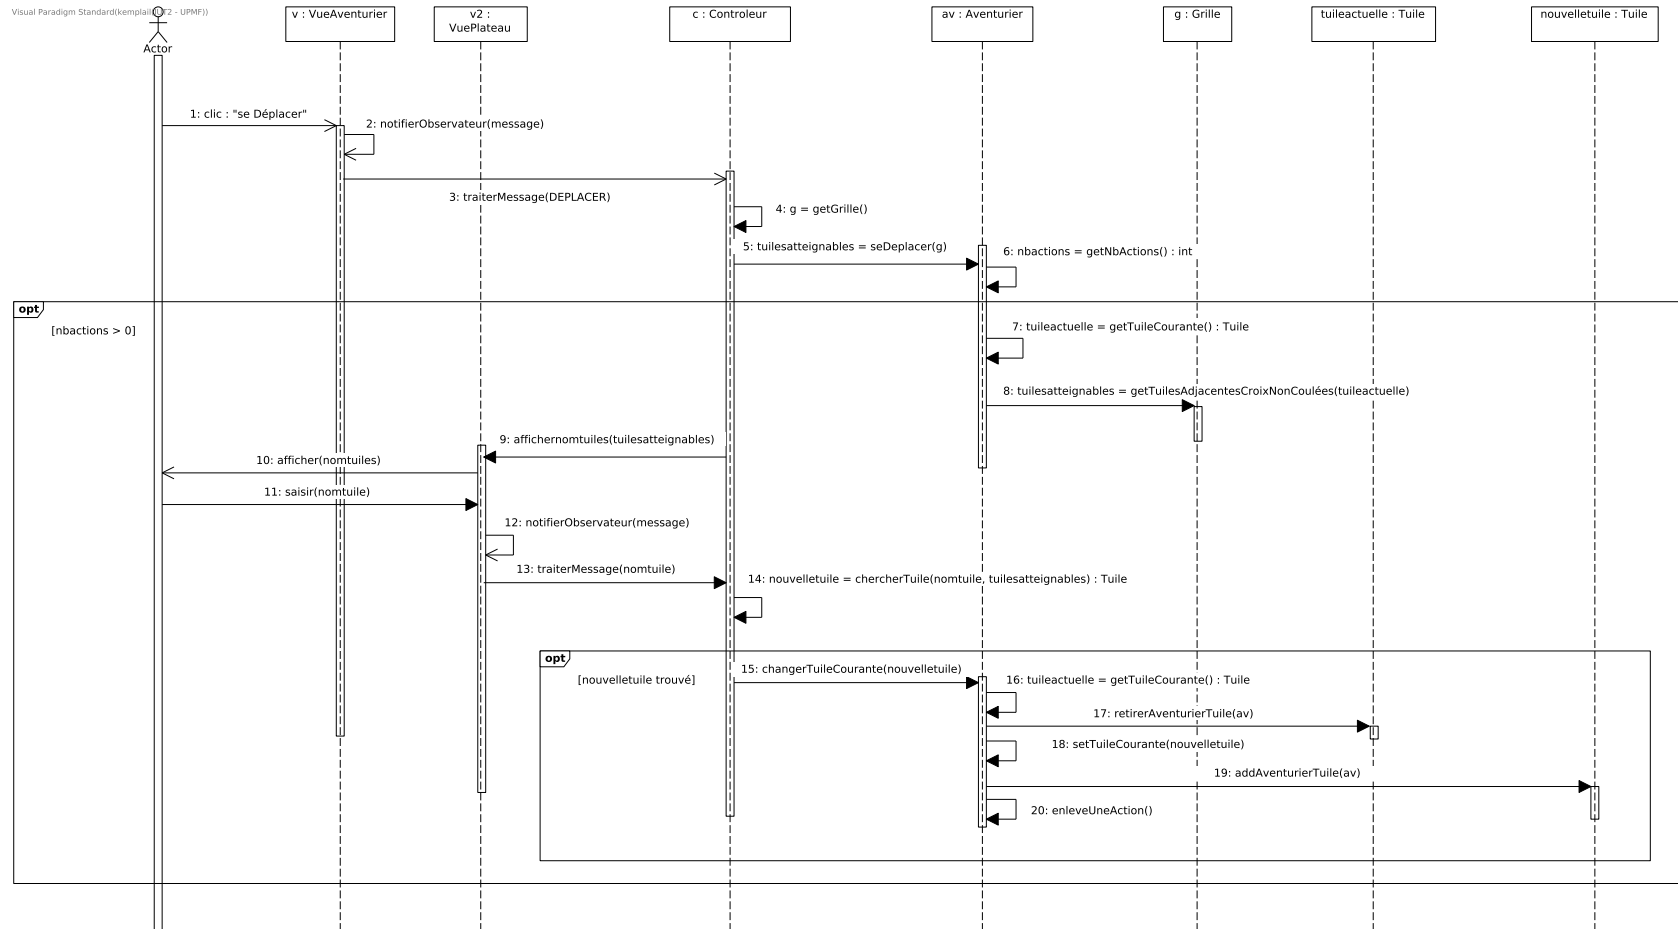 Visual Paradigm Standard(kemplail(IUT2 - UPMF))
Actor
v : VueAventurier
v2 :
VuePlateau
c : Controleur
av : Aventurier
g : Grille
tuileactuelle : Tuile
nouvelletuile : Tuile
1: clic : "se Déplacer"
2: notifierObservateur(message)
3: traiterMessage(DEPLACER)
4: g = getGrille()
5: tuilesatteignables = seDeplacer(g)
6: nbactions = getNbActions() : int
opt
[nbactions > 0]
7: tuileactuelle = getTuileCourante() : Tuile
8: tuilesatteignables = getTuilesAdjacentesCroixNonCoulées(tuileactuelle)
9: affichernomtuiles(tuilesatteignables)
10: afficher(nomtuiles)
11: saisir(nomtuile)
12: notifierObservateur(message)
13: traiterMessage(nomtuile)
14: nouvelletuile = chercherTuile(nomtuile, tuilesatteignables) : Tuile
opt
[nouvelletuile trouvé]
15: changerTuileCourante(nouvelletuile)
16: tuileactuelle = getTuileCourante() : Tuile
17: retirerAventurierTuile(av)
18: setTuileCourante(nouvelletuile)
19: addAventurierTuile(av)
20: enleveUneAction()